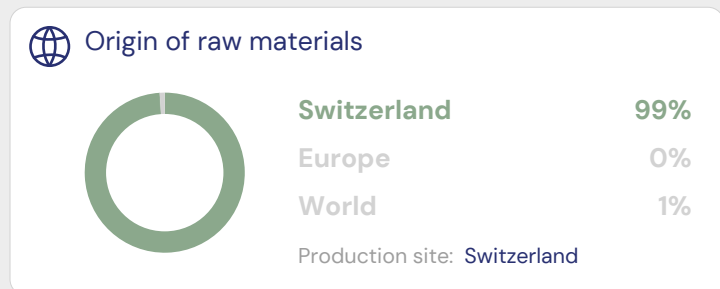 Origin of raw materials
Switzerland 99%
Europe 0%
World 1%
Production site: Switzerland